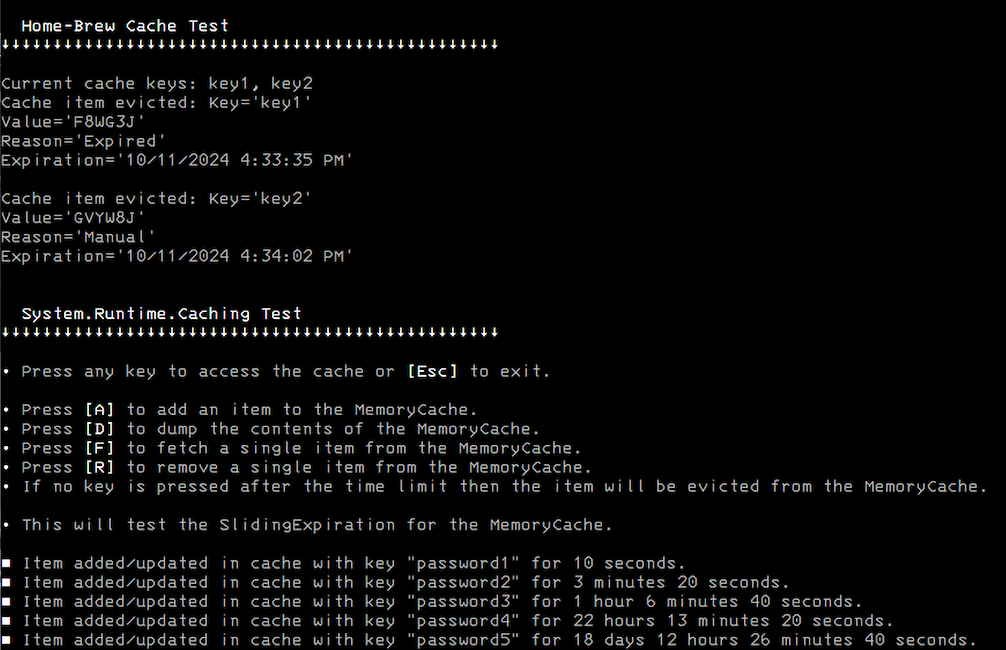 Home-Brew Cache Test
↓↓↓↓↓↓↓↓↓↓↓↓↓↓↓↓↓↓↓↓↓↓↓↓↓↓↓↓↓↓↓↓↓↓↓↓↓↓↓↓↓↓↓↓↓↓↓↓
Current cache keys: key1, key2
Cache item evicted: Key='key1'
Value='F8WG3J'
Reason='Expired'
Expiration='10/11/2024 4:33:35 PM'
Cache item evicted: Key='key2'
Value='GVYW8J'
Reason='Manual'
Expiration='10/11/2024 4:34:02 PM'
System.Runtime.Caching Test
↓↓↓↓↓↓↓↓↓↓↓↓↓↓↓↓↓↓↓↓↓↓↓↓↓↓↓↓↓↓↓↓↓↓↓↓↓↓↓↓↓↓↓↓↓↓↓↓
• Press any key to access the cache or [Esc] to exit.
• Press [A] to add an item to the MemoryCache.
• Press [D] to dump the contents of the MemoryCache.
• Press [F] to fetch a single item from the MemoryCache.
• Press [R] to remove a single item from the MemoryCache.
• If no key is pressed after the time limit then the item will be evicted from the MemoryCache.
• This will test the SlidingExpiration for the MemoryCache.
■ Item added/updated in cache with key "password1" for 10 seconds.
■ Item added/updated in cache with key "password2" for 3 minutes 20 seconds.
■ Item added/updated in cache with key "password3" for 1 hour 6 minutes 40 seconds.
■ Item added/updated in cache with key "password4" for 22 hours 13 minutes 20 seconds.
■ Item added/updated in cache with key "password5" for 18 days 12 hours 26 minutes 40 seconds.